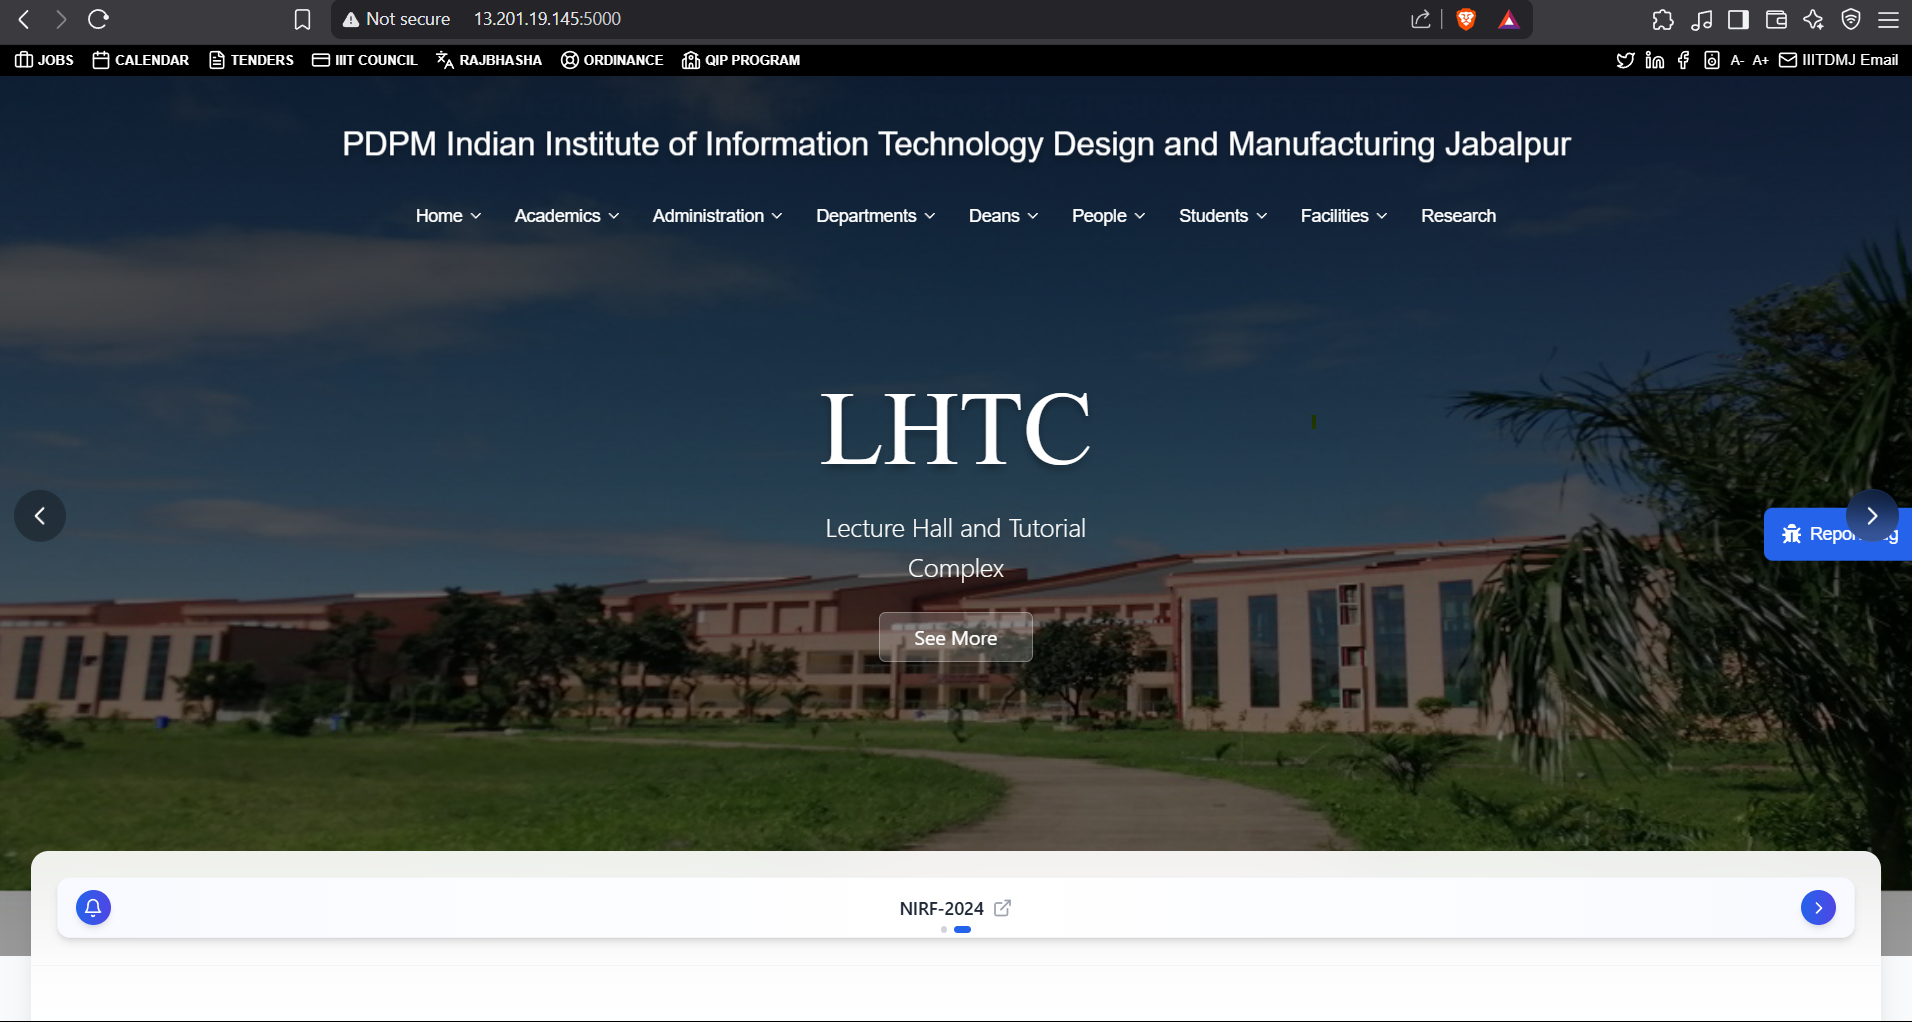 Not secure 13.201.19.145:5000
JOBS CALENDAR TENDERS IIIT COUNCIL RAJBHASHA ORDINANCE QIP PROGRAM A- A+ IIITDMJ Email
PDPM Indian Institute of Information Technology Design and Manufacturing Jabalpur
Home Academics Administration Departments Deans People Students Facilities Research
LHTC
Lecture Hall and Tutorial
Complex
See More
NIRF-2024